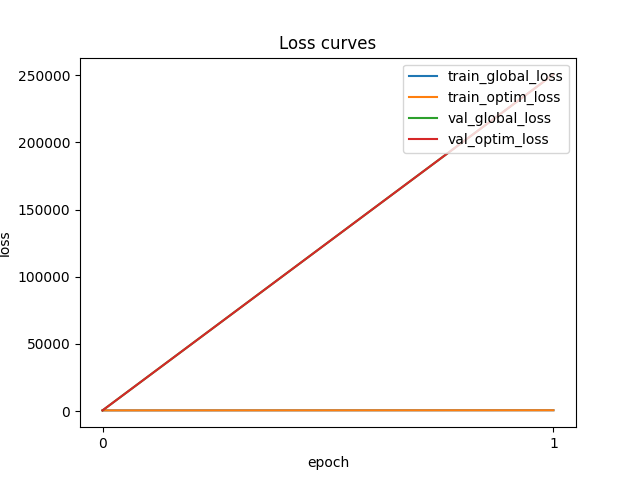 Loss curves
train_global_loss
train_optim_loss
val_global_loss
val_optim_loss
250000
200000
150000
100000
50000
0
loss
0
1
epoch